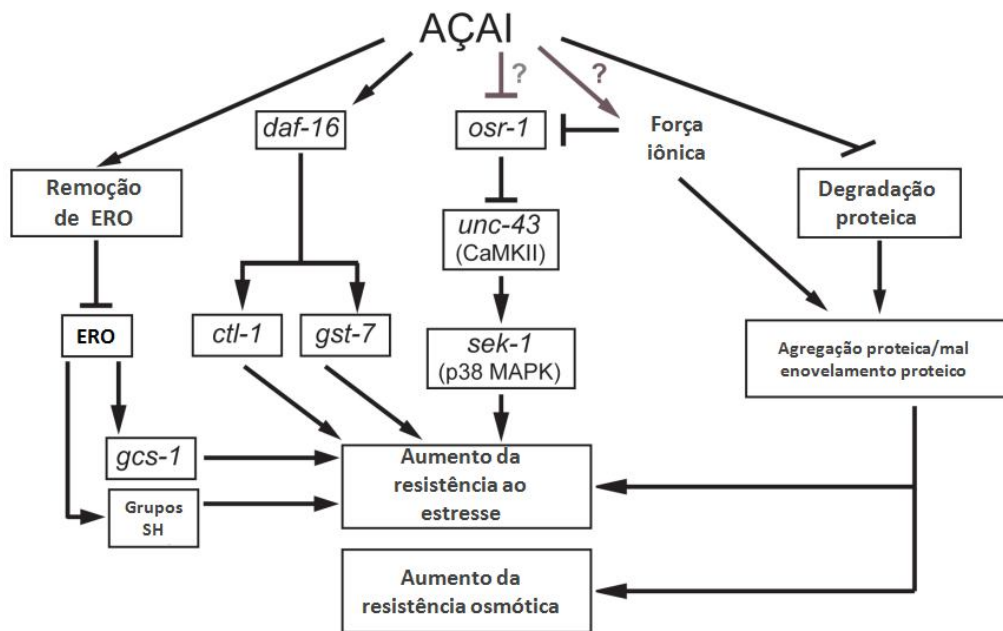 AÇAI
?
?
daf-16
osr-1
Força
iônica
Remoção
de ERO
Degradação
proteica
unc-43
(CaMKII)
ERO
ctl-1
gst-7
sek-1
(p38 MAPK)
Agregação proteica/mal
enovelamento proteico
gcs-1
Grupos
SH
Aumento da
resistência ao
estresse
Aumento da
resistência osmótica